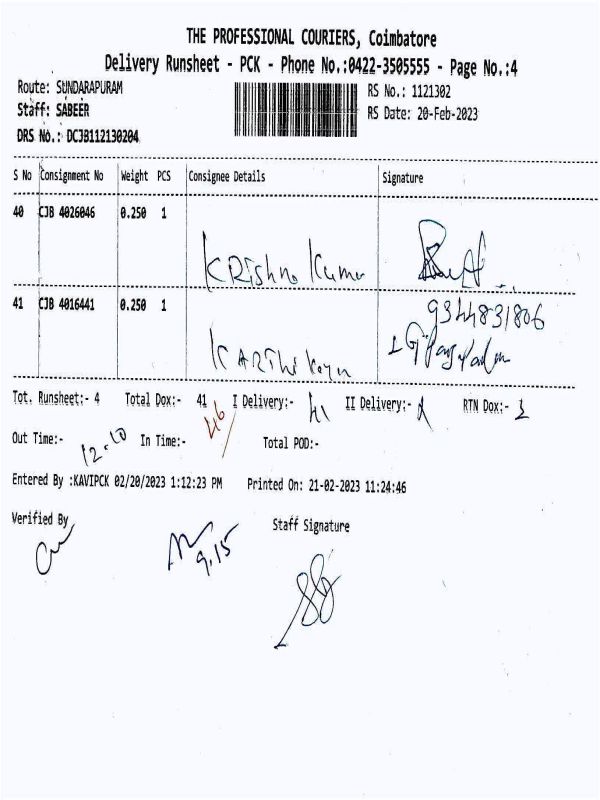 THE PROFESSIONAL COURIERS, Coimbatore
Delivery Runsheet - PCK - Phone No.:0422-3505555 - Page No.:4
Route: SUNDARAPURAM
RS No.: 1121302
Staff: SABEER
RS Date: 20-Feb-2023
DRS No.: DCJB112130204
S No Consignment No Weight PCS Consignee Details Signature
40 CJB 4026046 0.250 1
KRishna Kumar
41 CJB 4016441 0.250 1
9344831806
KARThikeyan
Tot. Runsheet:- 4 Total Dox:- 41 I Delivery:- 41 II Delivery:- RTN Dox:-
46
Out Time:- 12.10 In Time:- Total POD:-
Entered By :KAVIPCK 02/20/2023 1:12:23 PM Printed On: 21-02-2023 11:24:46
Verified By
Staff Signature
9.15